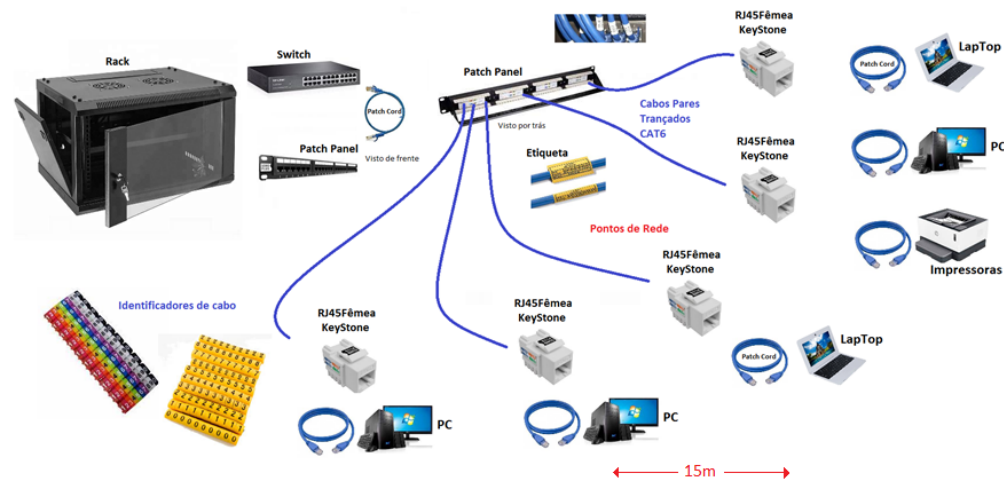 RJ45Fêmea
KeyStone
Rack
Switch
Patch Panel
Patch Cord
LapTop
Patch Cord
Visto por trás
Cabos Pares
Trançados
CAT6
Patch Panel
Visto de frente
Etiqueta
RJ45Fêmea
KeyStone
PC
Pontos de Rede
RJ45Fêmea
KeyStone
Impressoras
Identificadores de cabo
RJ45Fêmea
KeyStone
RJ45Fêmea
KeyStone
LapTop
Patch Cord
PC
PC
15m